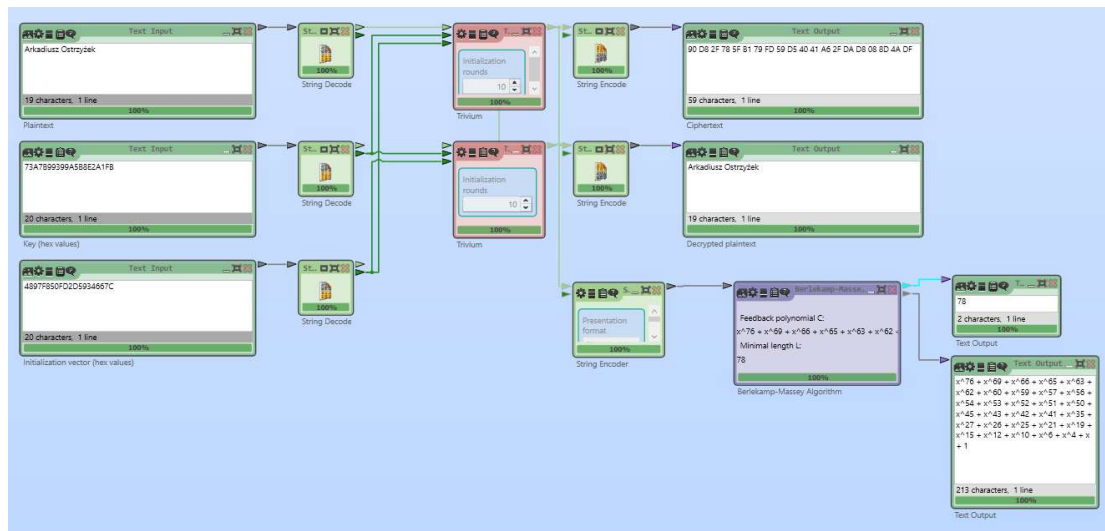 Text Input
Arkadiusz Ostrzyżek
19 characters, 1 line
100%
Plaintext
St..
100%
String Decode
T..
Initialization
rounds
10
100%
Trivium
St..
100%
String Encode
Text Output
90 D8 2F 78 5F B1 79 FD 59 D5 40 41 A6 2F DA D8 08 8D 4A DF
59 characters, 1 line
100%
Ciphertext
Text Input
73A7B99399A5B8E2A1FB
20 characters, 1 line
100%
Key (hex values)
St..
100%
String Decode
T..
Initialization
rounds
10
100%
Trivium
St..
100%
String Encode
Text Output
Arkadiusz Ostrzyżek
19 characters, 1 line
100%
Decrypted plaintext
Text Input
4897F850FD2D5934667C
20 characters, 1 line
100%
Initialization vector (hex values)
St..
100%
String Decode
S..
Presentation
format
100%
String Encoder
Berlekamp-Masse..
Feedback polynomial C:
x^76 + x^69 + x^66 + x^65 + x^63 + x^62 +
Minimal length L:
78
100%
Berlekamp-Massey Algorithm
T..
78
2 characters, 1 line
100%
Text Output
Text Output
x^76 + x^69 + x^66 + x^65 + x^63 +
x^62 + x^60 + x^59 + x^57 + x^56 +
x^54 + x^53 + x^52 + x^51 + x^50 +
x^45 + x^43 + x^42 + x^41 + x^35 +
x^27 + x^26 + x^25 + x^21 + x^19 +
x^15 + x^12 + x^10 + x^6 + x^4 + x
+ 1
213 characters, 1 line
100%
Text Output